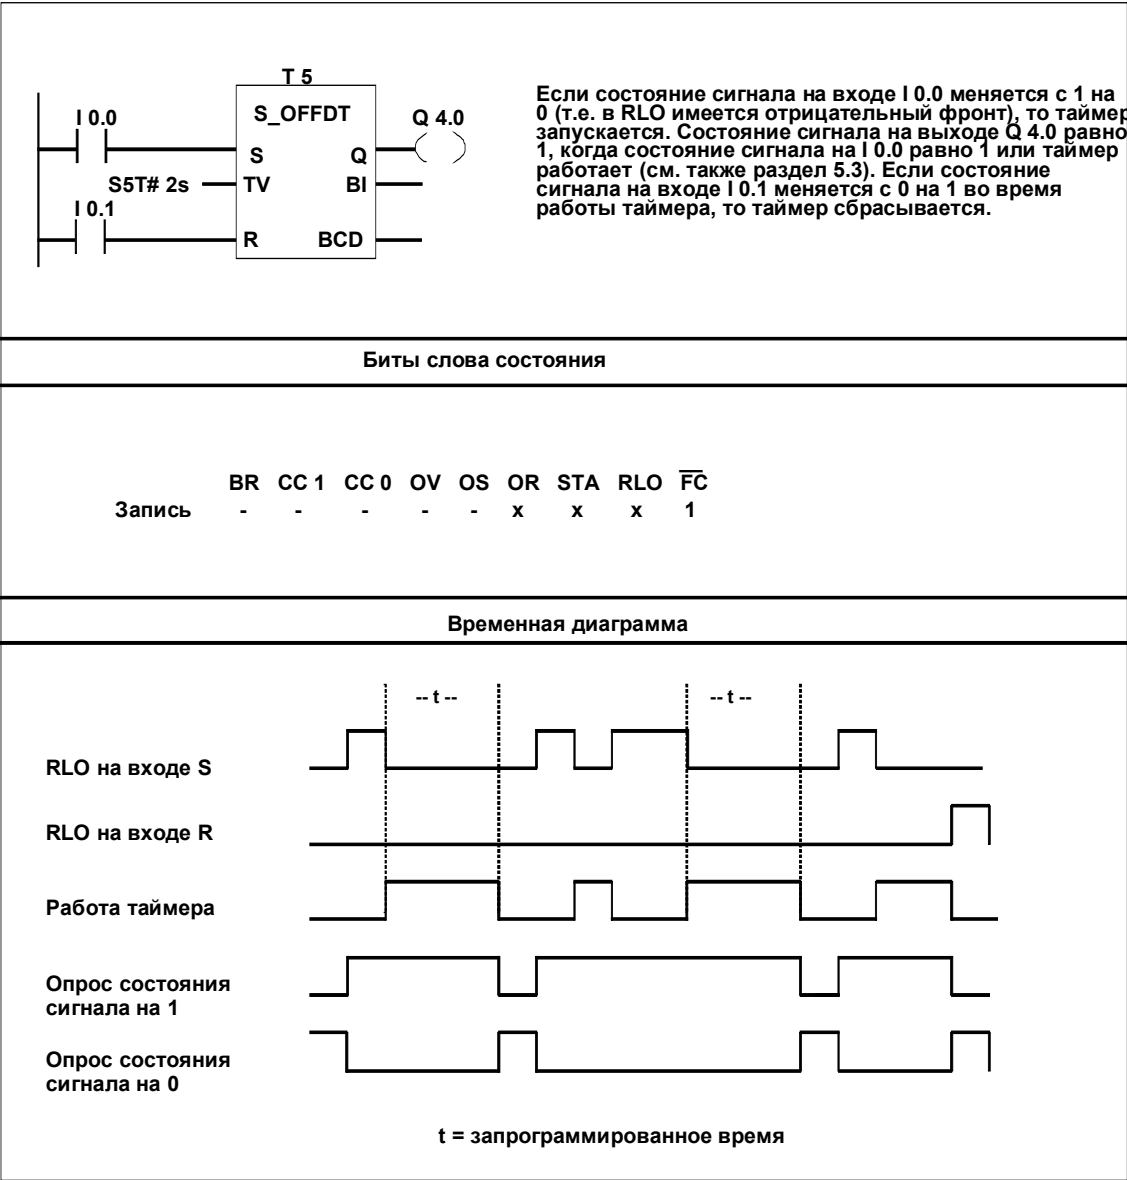 T 5
I 0.0
S_OFFDT
Q 4.0
S
Q
S5T# 2s
TV
BI
I 0.1
R
BCD
Если состояние сигнала на входе I 0.0 меняется с 1 на
0 (т.е. в RLO имеется отрицательный фронт), то таймер
запускается. Состояние сигнала на выходе Q 4.0 равно
1, когда состояние сигнала на I 0.0 равно 1 или таймер
работает (см. также раздел 5.3). Если состояние
сигнала на входе I 0.1 меняется с 0 на 1 во время
работы таймера, то таймер сбрасывается.
Биты слова состояния
BR CC 1 CC 0 OV OS OR STA RLO FC
Запись - - - - - x x x 1
Временная диаграмма
-- t -- -- t --
RLO на входе S
RLO на входе R
Работа таймера
Опрос состояния
сигнала на 1
Опрос состояния
сигнала на 0
t = запрограммированное время